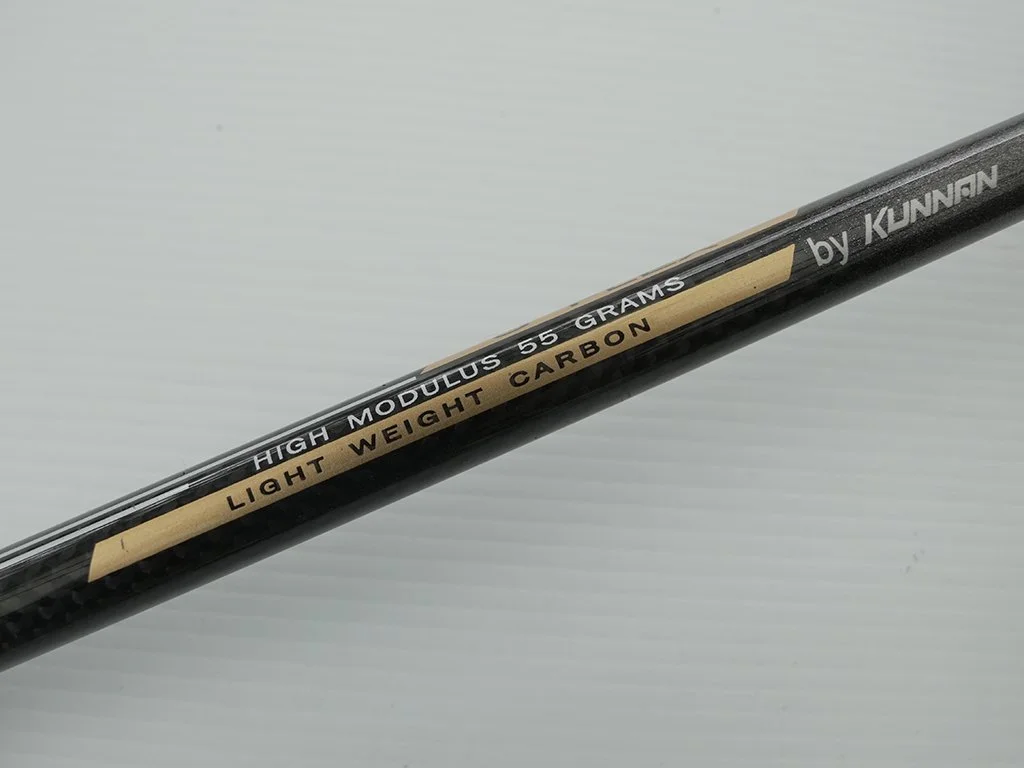 HIGH MODULUS 55 GRAMS
LIGHT WEIGHT CARBON
by KUNNAN